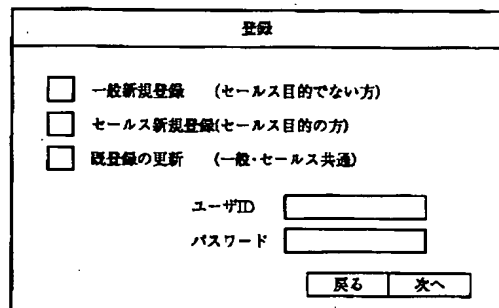 登録
一般新規登録 (セールス目的でない方)
セールス新規登録(セールス目的の方)
既登録の更新 (一般・セールス共通)
ユーザID
パスワード
戻る 次へ